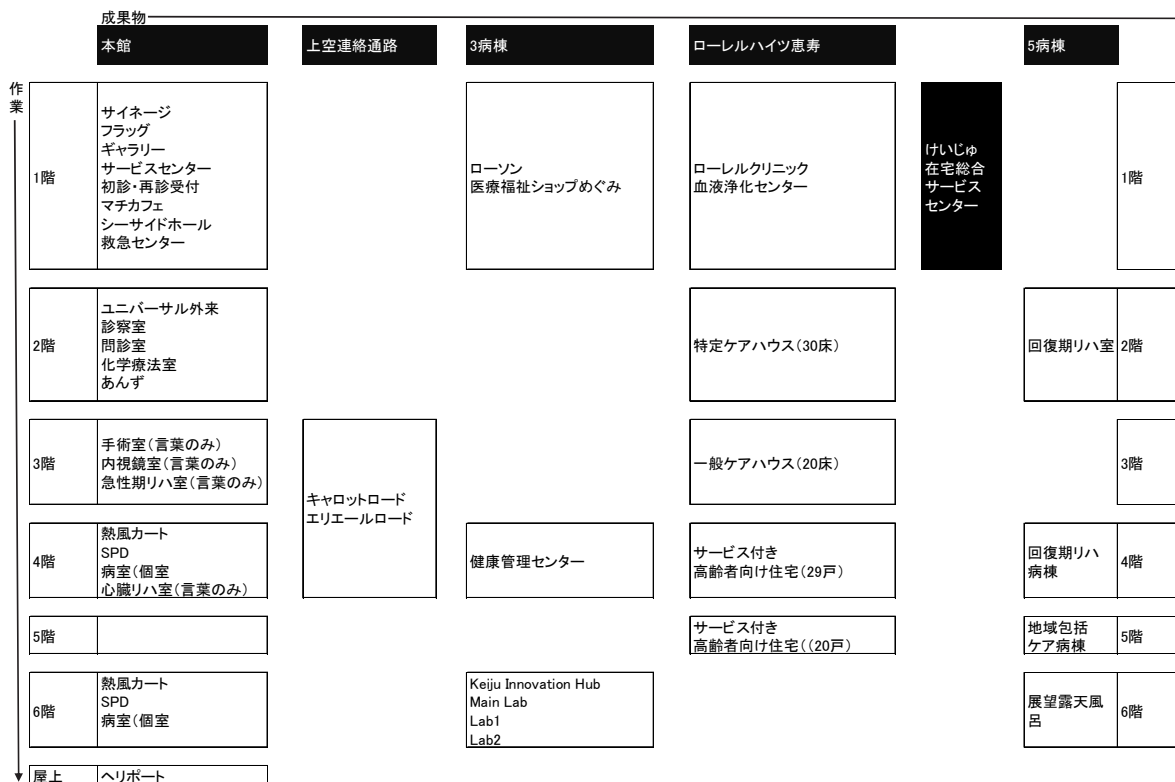 成果物
本館
上空連絡通路
3病棟
ローレルハイツ恵寿
5病棟
作業
1階
サイネージ
フラッグ
ギャラリー
サービスセンター
初診・再診受付
マチカフェ
シーサイドホール
救急センター
ローソン
医療福祉ショップめぐみ
ローレルクリニック
血液浄化センター
けいじゅ
在宅総合
サービス
センター
1階
2階
ユニバーサル外来
診察室
問診室
化学療法室
あんず
特定ケアハウス(30床)
回復期リハ室
2階
3階
手術室(言葉のみ)
内視鏡室(言葉のみ)
急性期リハ室(言葉のみ)
キャロットロード
エリエールロード
一般ケアハウス(20床)
3階
4階
熱風カート
SPD
病室(個室
心臓リハ室(言葉のみ)
健康管理センター
サービス付き
高齢者向け住宅(29戸)
回復期リハ
病棟
4階
5階
サービス付き
高齢者向け住宅((20戸)
地域包括
ケア病棟
5階
6階
熱風カート
SPD
病室(個室
Keiju Innovation Hub
Main Lab
Lab1
Lab2
展望露天風
呂
6階
屋上
ヘリポート